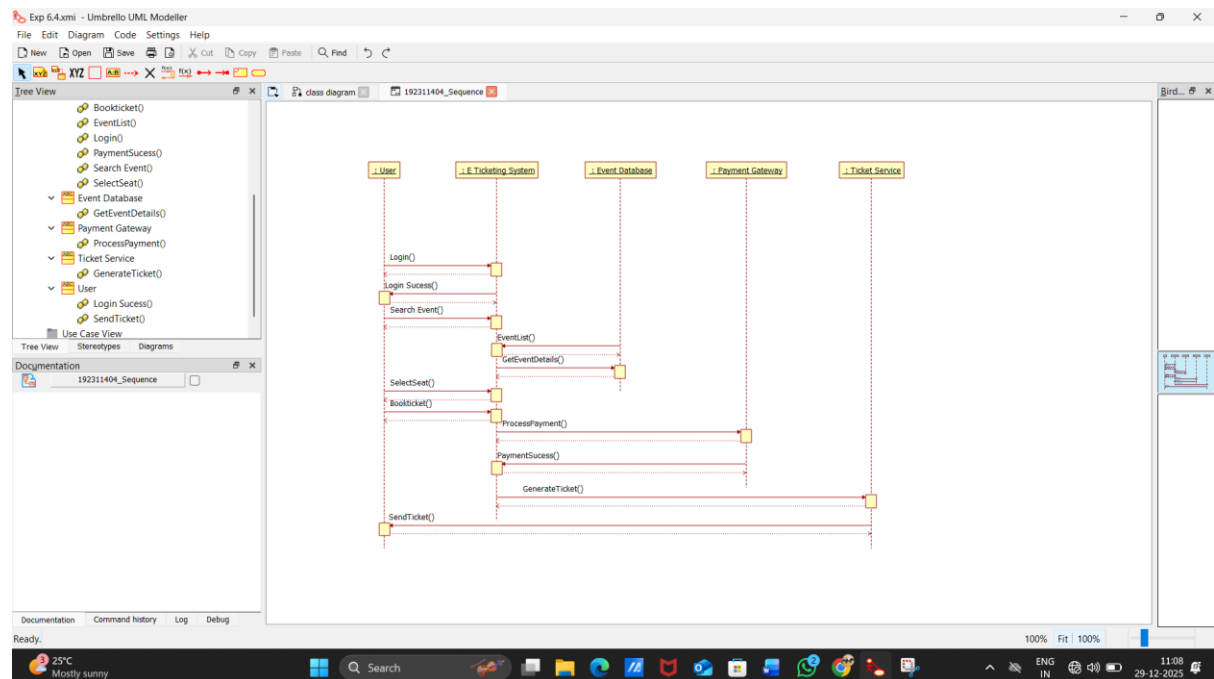 Exp 6.4.xmi - Umbrello UML Modeller
File Edit Diagram Code Settings Help
New Open Save Cut Copy Paste Find
XYZ XYZ A:B f(x) f(x)
Tree View
class diagram 192311404_Sequence
Bird...
Bookticket()
EventList()
Login()
PaymentSucess()
Search Event()
SelectSeat()
Event Database
GetEventDetails()
Payment Gateway
ProcessPayment()
Ticket Service
GenerateTicket()
User
Login Sucess()
SendTicket()
Use Case View
Tree View Stereotypes Diagrams
Documentation
192311404_Sequence
: User : E Ticketing System : Event Database : Payment Gateway : Ticket Service
Login()
Login Sucess()
Search Event()
EventList()
GetEventDetails()
SelectSeat()
Bookticket()
ProcessPayment()
PaymentSucess()
GenerateTicket()
SendTicket()
Documentation Command history Log Debug
Ready.
100% Fit 100%
3
25°C
Mostly sunny
Search
ENG
IN
11:08
29-12-2025